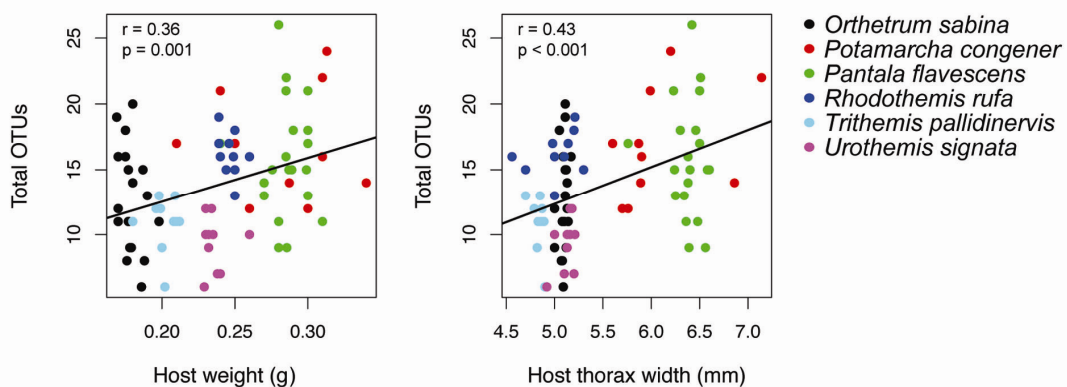 r = 0.36
p = 0.001
Total OTUs
25
20
15
10
0.20 0.25 0.30
Host weight (g)
r = 0.43
p < 0.001
Total OTUs
25
20
15
10
4.5 5.0 5.5 6.0 6.5 7.0
Host thorax width (mm)
Orthetrum sabina
Potamarcha congener
Pantala flavescens
Rhodothemis rufa
Trithemis pallidinervis
Urothemis signata